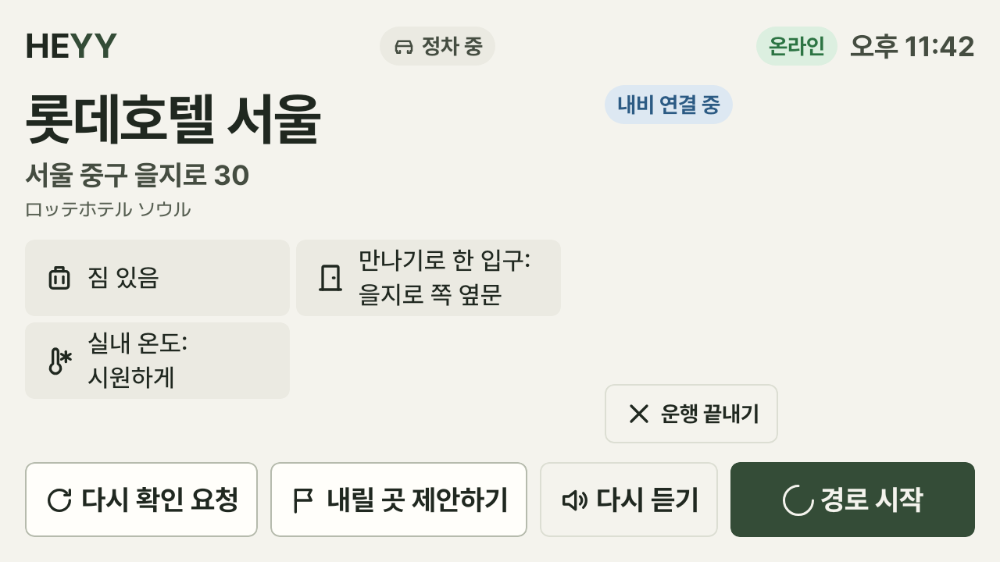 HEYY
정차 중
온라인
오후 11:42
롯데호텔 서울
내비 연결 중
서울 중구 을지로 30
ロッテホテル ソウル
짐 있음
만나기로 한 입구:
을지로 쪽 옆문
실내 온도:
시원하게
운행 끝내기
다시 확인 요청
내릴 곳 제안하기
다시 듣기
경로 시작